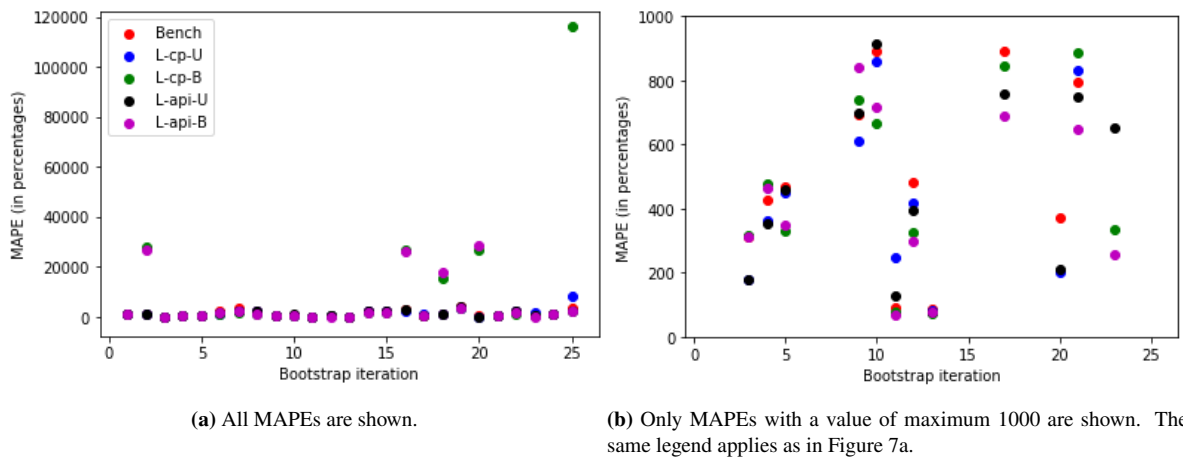 120000
100000
80000
60000
40000
20000
0
MAPE (in percentages)
Bench
L-cp-U
L-cp-B
L-api-U
L-api-B
0 5 10 15 20 25
Bootstrap iteration
1000
800
600
400
200
0
MAPE (in percentages)
0 5 10 15 20 25
Bootstrap iteration
(a) All MAPEs are shown.
(b) Only MAPEs with a value of maximum 1000 are shown. The
same legend applies as in Figure 7a.